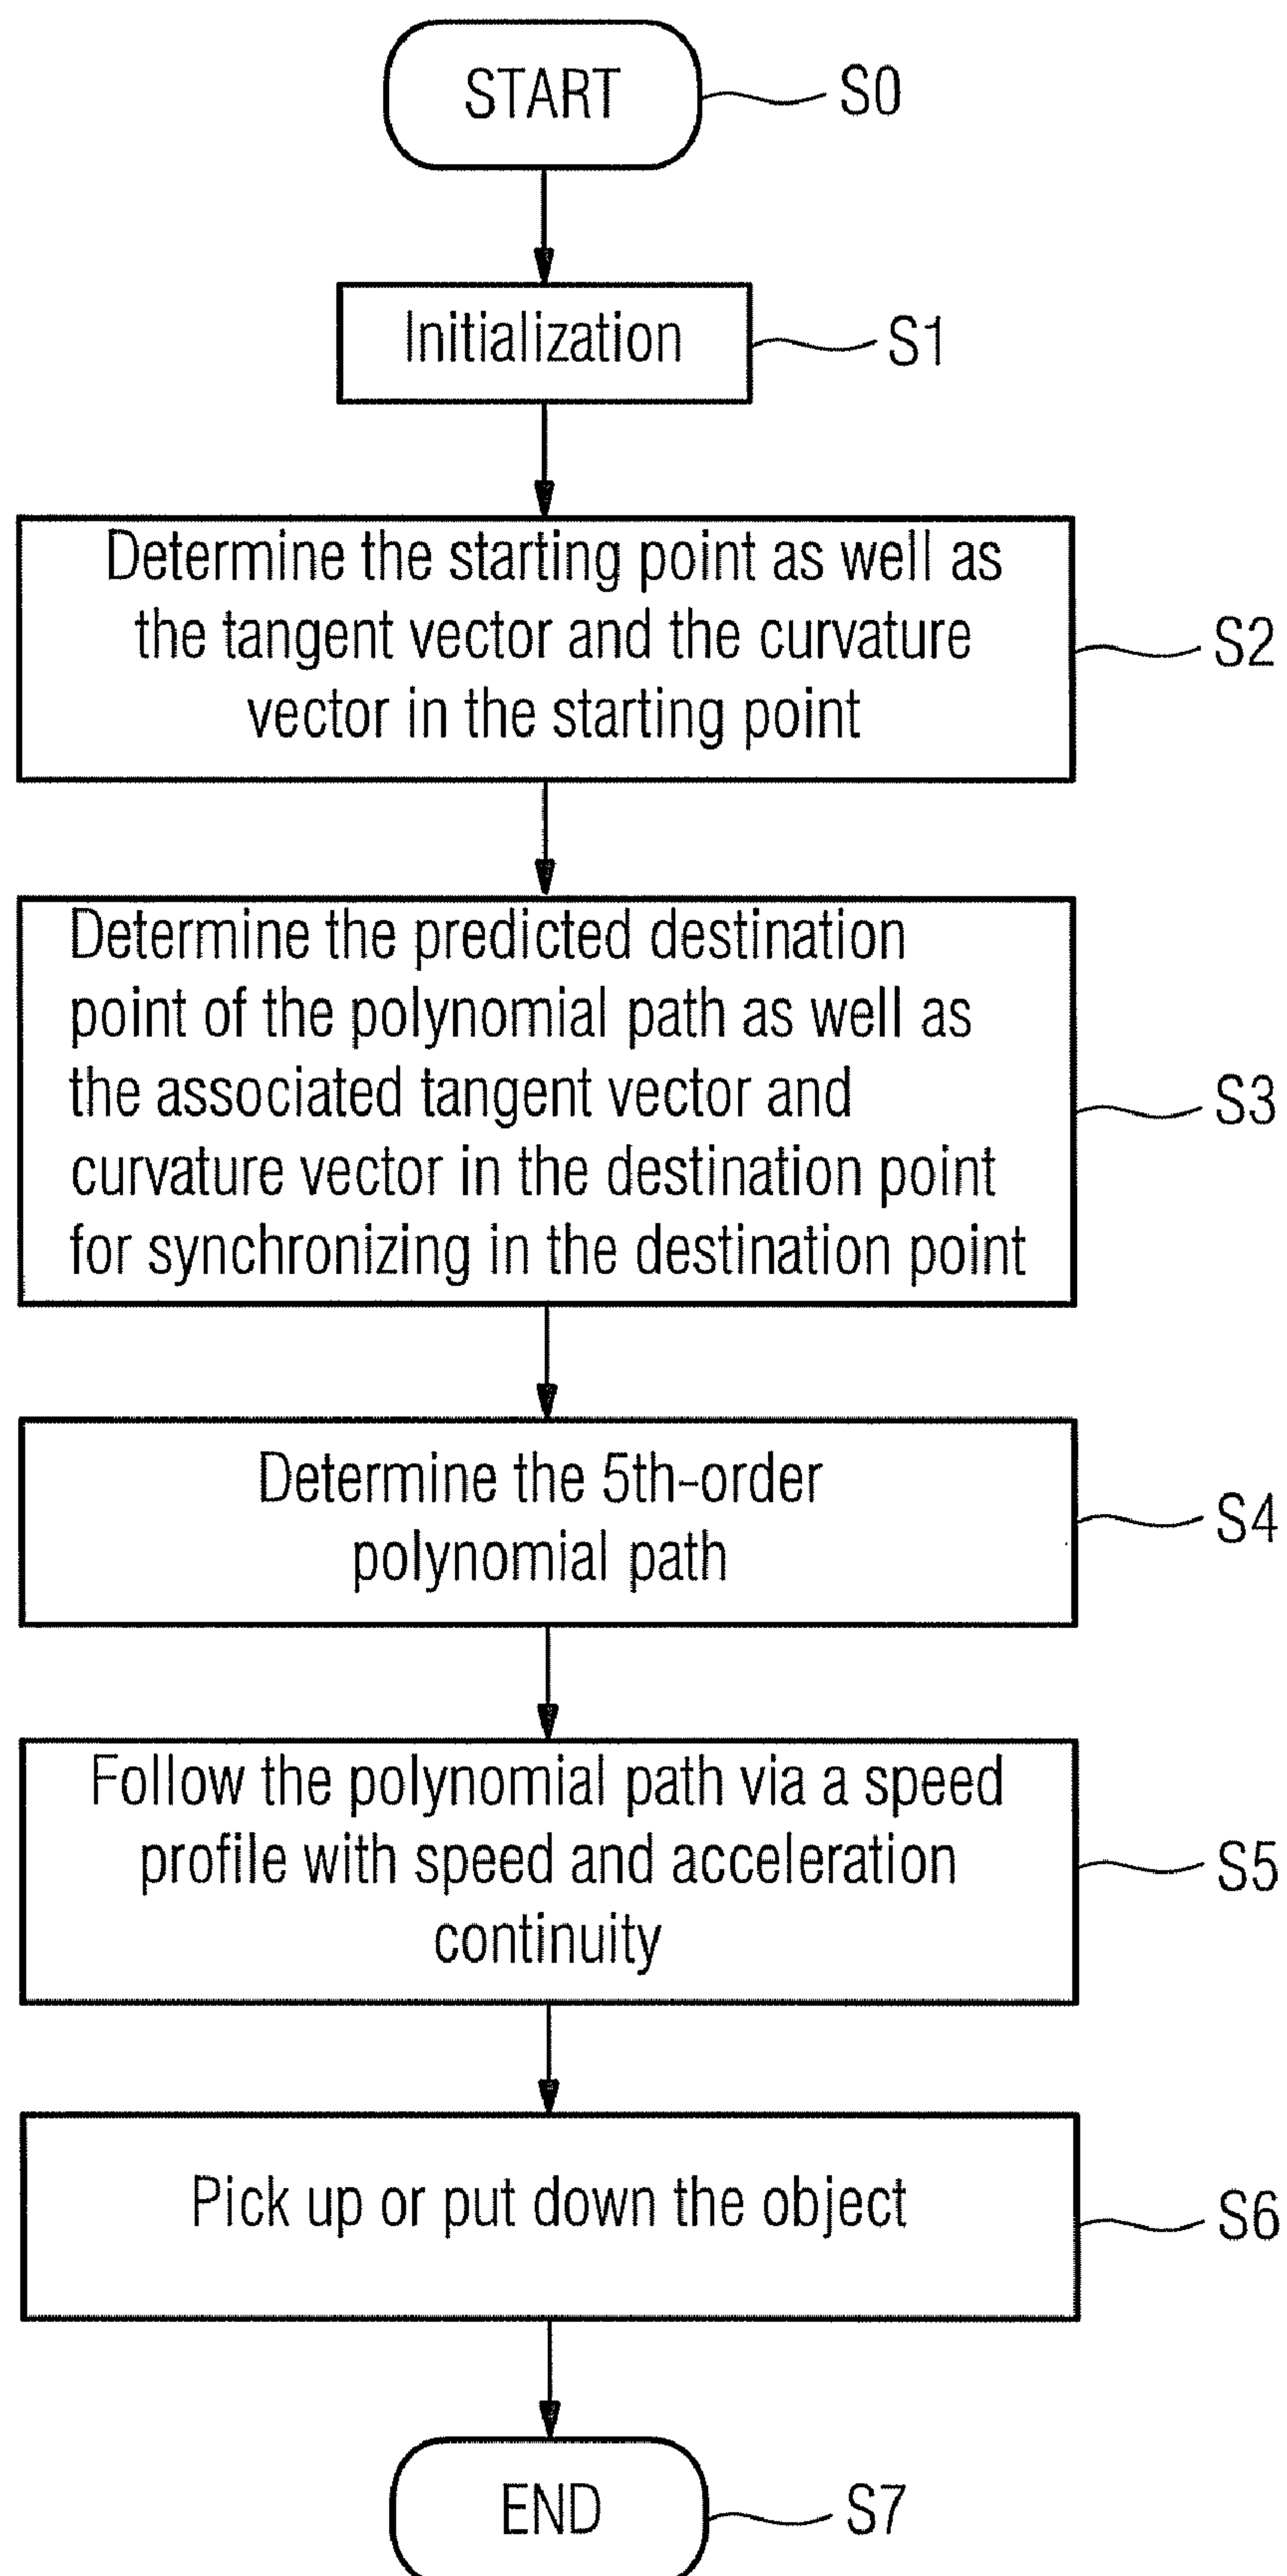 START
S0
Initialization
S1
Determine the starting point as well as
the tangent vector and the curvature
vector in the starting point
S2
Determine the predicted destination
point of the polynomial path as well as
the associated tangent vector and
curvature vector in the destination point
for synchronizing in the destination point
S3
Determine the 5th-order
polynomial path
S4
Follow the polynomial path via a speed
profile with speed and acceleration
continuity
S5
Pick up or put down the object
S6
END
S7